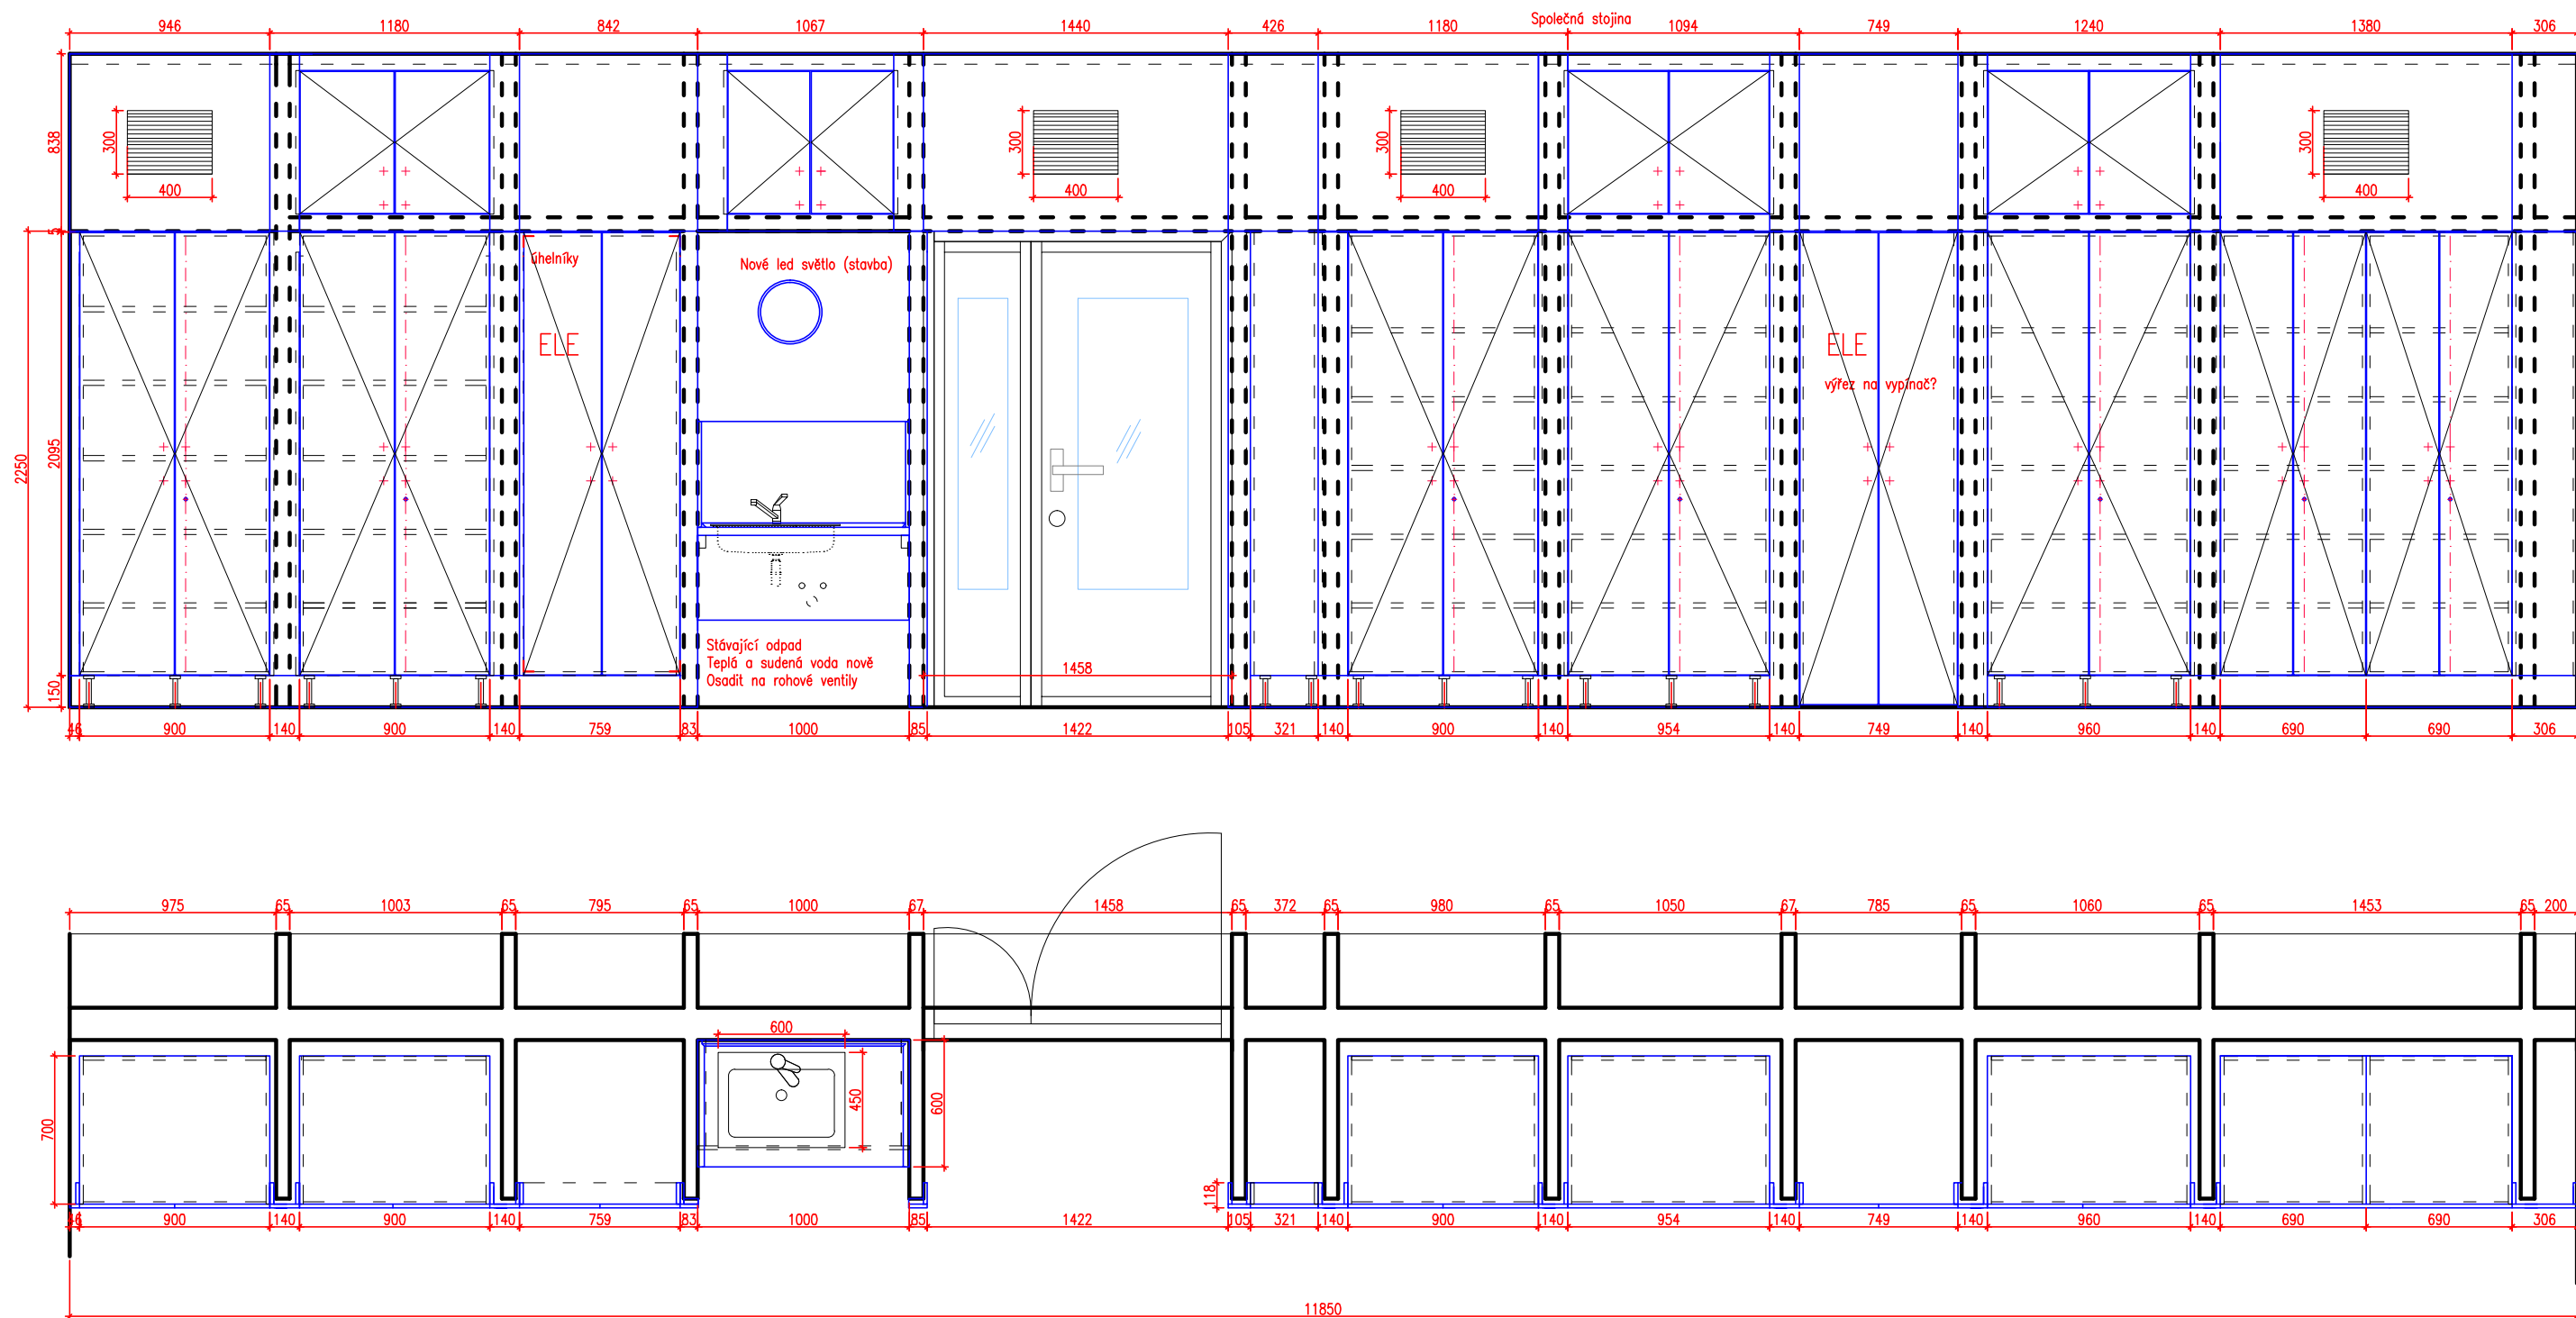 Společná stojina
946 1180 842 1067 1440 426 1180 1094 749 1240 1380 306
838
300
400
300
400
300
400
300
400
5
úhelníky
Nové led světlo (stavba)
ELE
ELE
výřez na vypínač?
2250
2095
150
Stávající odpad
Teplá a sudená voda nově
Osadit na rohové ventily
1458
46 900 140 900 140 759 83 1000 85 1422 105 321 140 900 140 954 140 749 140 960 140 690 690 306
975 65 1003 65 795 65 1000 67 1458 65 372 65 980 65 1050 67 785 65 1060 65 1453 65 200
600
450
600
700
118
46 900 140 900 140 759 83 1000 85 1422 105 321 140 900 140 954 140 749 140 960 140 690 690 306
11850